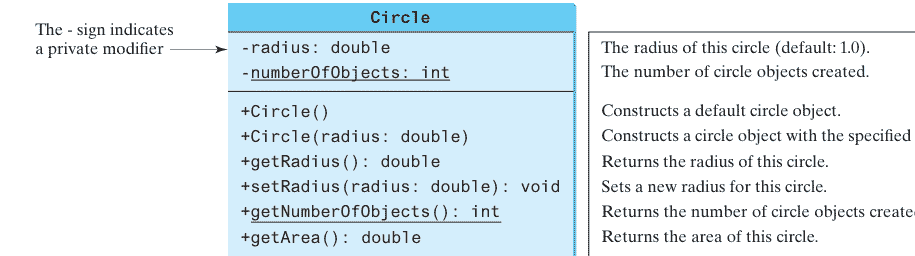 Circle
The - sign indicates
a private modifier
-radius: double
-numberOfObjects: int
+Circle()
+Circle(radius: double)
+getRadius(): double
+setRadius(radius: double): void
+getNumberOfObjects(): int
+getArea(): double
The radius of this circle (default: 1.0).
The number of circle objects created.
Constructs a default circle object.
Constructs a circle object with the specified
Returns the radius of this circle.
Sets a new radius for this circle.
Returns the number of circle objects create
Returns the area of this circle.